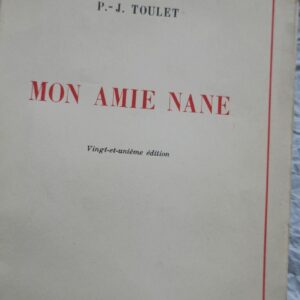 P.-J. TOULET
MON AMIE NANE
Vingt-et-unième édition